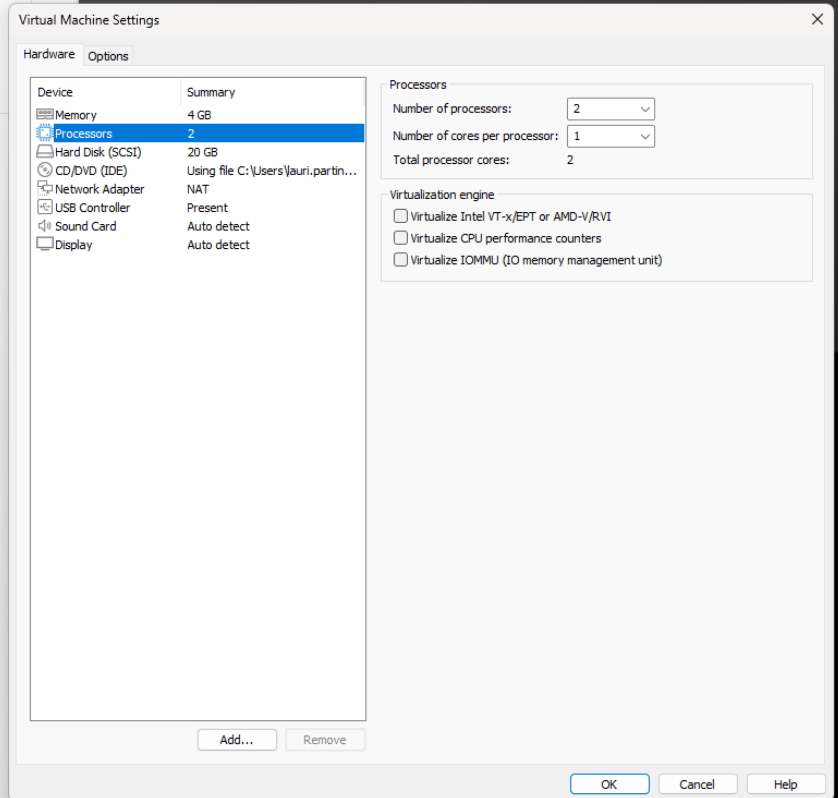 Virtual Machine Settings
Hardware Options
Device Summary
Memory 4 GB
Processors 2
Hard Disk (SCSI) 20 GB
CD/DVD (IDE) Using file C:\Users\lauri.partin...
Network Adapter NAT
USB Controller Present
Sound Card Auto detect
Display Auto detect
Add... Remove
Processors
Number of processors: 2
Number of cores per processor: 1
Total processor cores: 2
Virtualization engine
Virtualize Intel VT-x/EPT or AMD-V/RVI
Virtualize CPU performance counters
Virtualize IOMMU (IO memory management unit)
OK Cancel Help